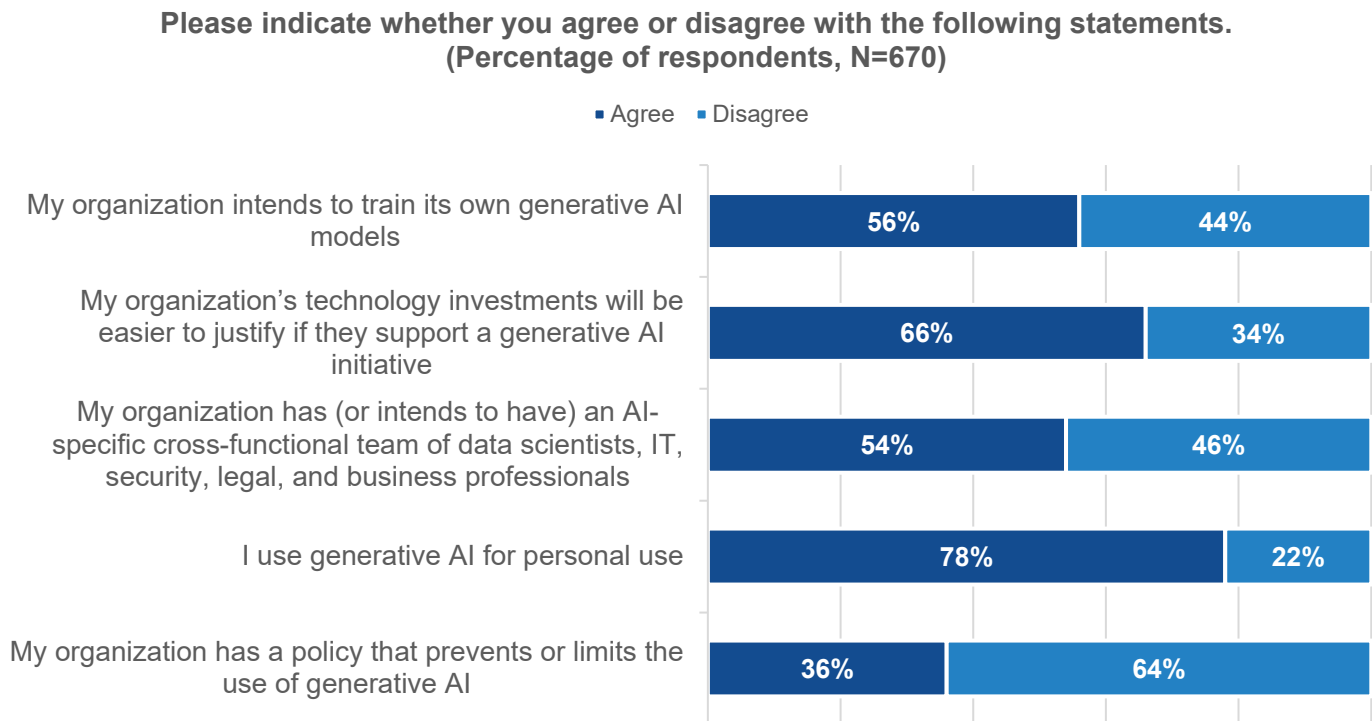 Please indicate whether you agree or disagree with the following statements.
(Percentage of respondents, N=670)
Agree Disagree
My organization intends to train its own generative AI
models
56% 44%
My organization’s technology investments will be
easier to justify if they support a generative AI
initiative
66% 34%
My organization has (or intends to have) an AI-
specific cross-functional team of data scientists, IT,
security, legal, and business professionals
54% 46%
I use generative AI for personal use
78% 22%
My organization has a policy that prevents or limits the
use of generative AI
36% 64%